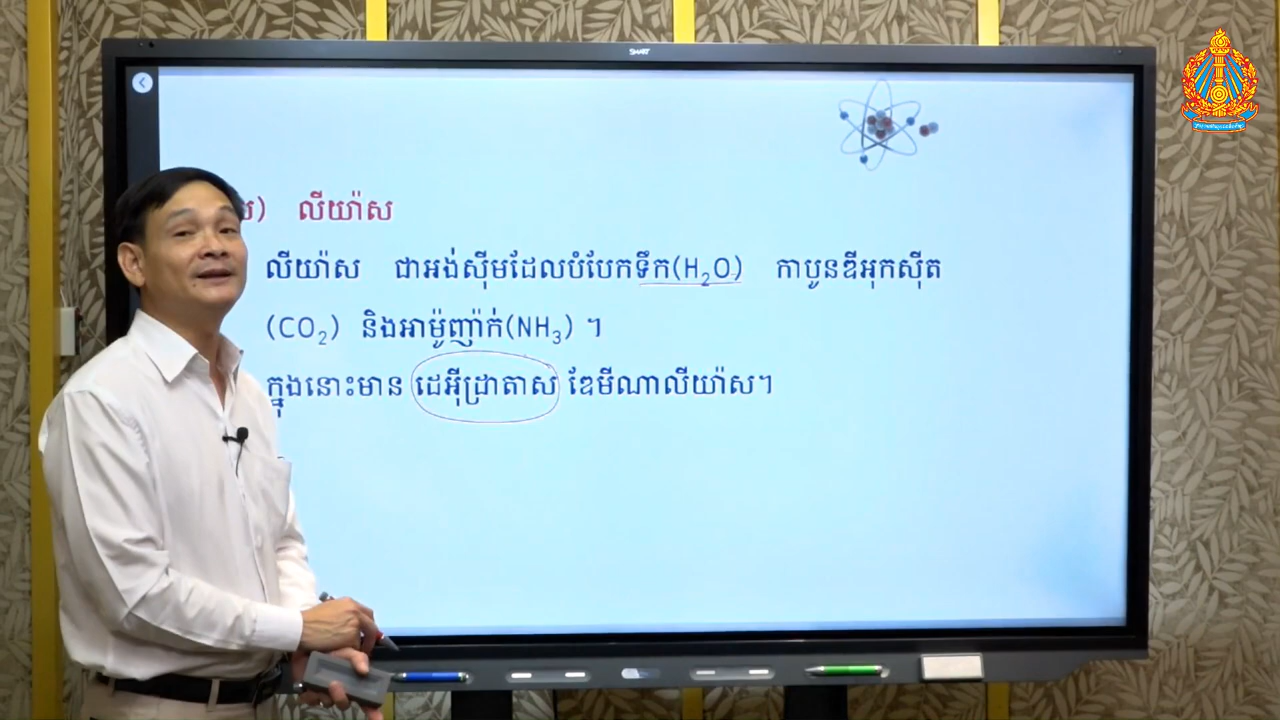 SMART
) លីយ៉ាស
លីយ៉ាស ជាអង់ស៊ីមដែលបំបែកទឹក(H₂O) កាបូនឌីអុកស៊ីត
(CO₂) និងអាម៉ូញ៉ាក់(NH₃) ។
ក្នុងនោះមាន ដេអ៊ីដ្រាតាស ឌែមីណាលីយ៉ាស។